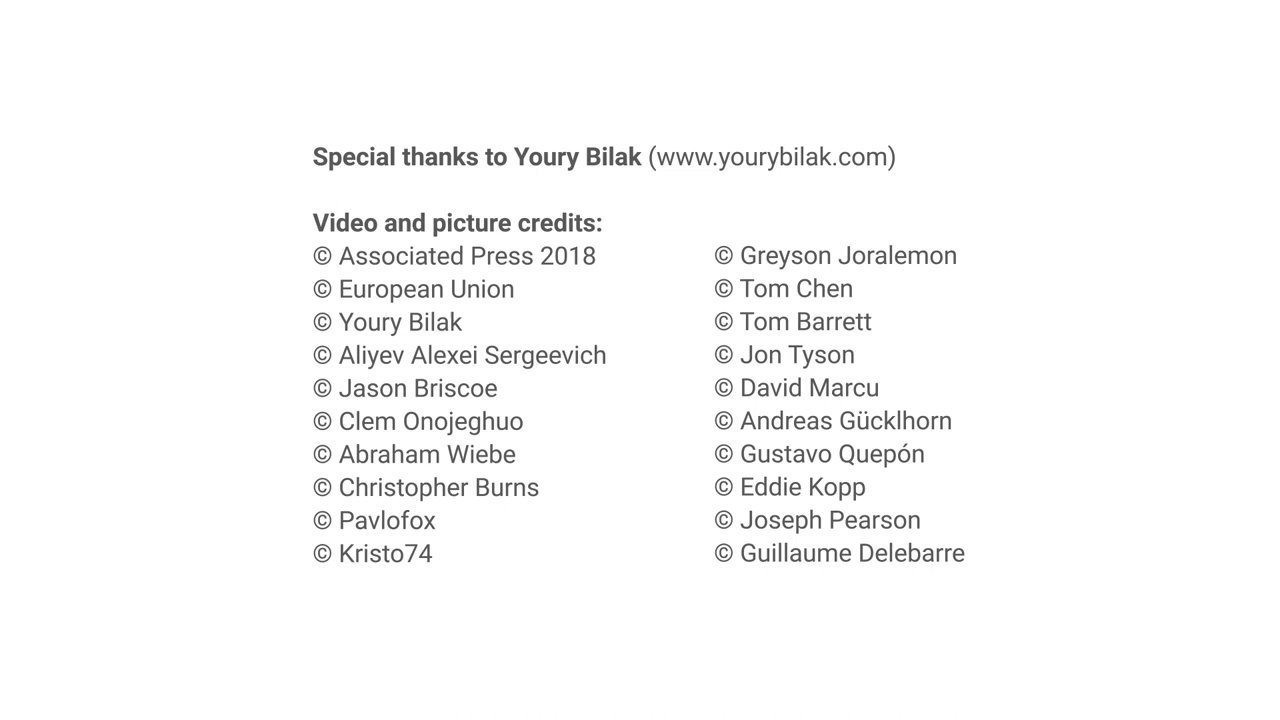 Special thanks to Youry Bilak (www.yourybilak.com)
Video and picture credits:
© Associated Press 2018
© European Union
© Youry Bilak
© Aliyev Alexei Sergeevich
© Jason Briscoe
© Clem Onojeghuo
© Abraham Wiebe
© Christopher Burns
© Pavlofox
© Kristo74
© Greyson Joralemon
© Tom Chen
© Tom Barrett
© Jon Tyson
© David Marcu
© Andreas Gücklhorn
© Gustavo Quepón
© Eddie Kopp
© Joseph Pearson
© Guillaume Delebarre